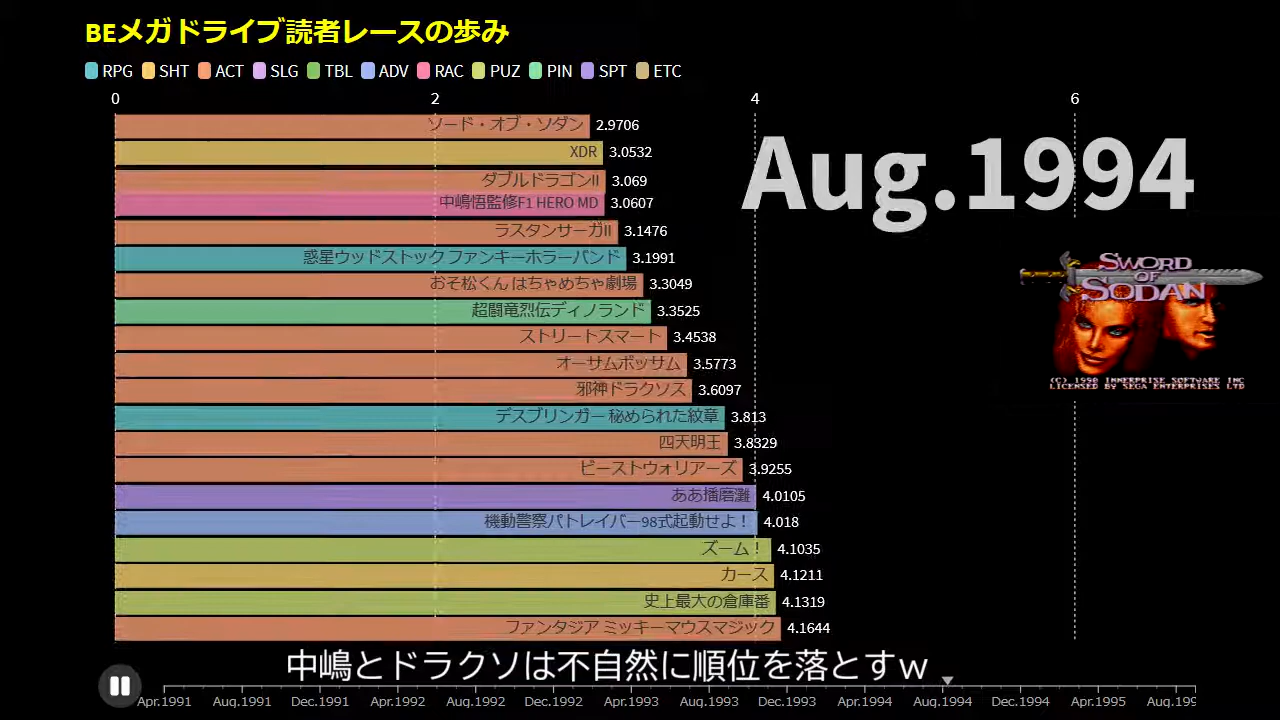 BEメガドライブ読者レースの歩み
RPG SHT ACT SLG TBL ADV RAC PUZ PIN SPT ETC
0 2 4 6
Aug.1994
ソード・オブ・ソダン 2.9706
XDR 3.0532
ダブルドラゴンII 3.069
中嶋悟監修F1 HERO MD 3.0607
ラスタンサーガII 3.1476
惑星ウッドストック ファンキーホラーバンド 3.1991
おそ松くん はちゃめちゃ劇場 3.3049
超闘竜烈伝ディノランド 3.3525
ストリートスマート 3.4538
オーサムポッサム 3.5773
邪神ドラクソス 3.6097
デスブリンガー 秘められた紋章 3.813
四天明王 3.8329
ビーストウォリアーズ 3.9255
ああ播磨灘 4.0105
機動警察パトレイバー98式起動せよ！ 4.018
ズーム！ 4.1035
カース 4.1211
史上最大の倉庫番 4.1319
ファンタジア ミッキーマウスマジック 4.1644
SWORD
OF
SODAN
(C) 1990 INNERPRISE SOFTWARE INC
LICENSED BY SEGA ENTERPRISES LTD
中嶋とドラクソは不自然に順位を落とすｗ
Apr.1991 Aug.1991 Dec.1991 Apr.1992 Aug.1992 Dec.1992 Apr.1993 Aug.1993 Dec.1993 Apr.1994 Aug.1994 Dec.1994 Apr.1995 Aug.199